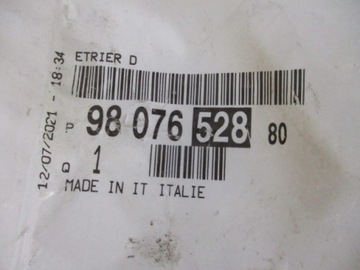 ETRIER D
12/07/2021 - 18:34
P 98 076 528 80
Q 1
MADE IN IT ITALIE